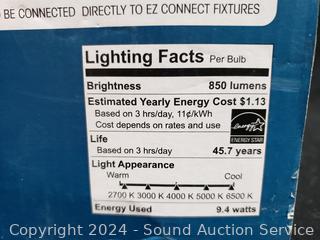 BE CONNECTED DIRECTLY TO EZ CONNECT FIXTURES
Lighting Facts Per Bulb
Brightness 850 lumens
Estimated Yearly Energy Cost $1.13
Based on 3 hrs/day, 11¢/kWh
Cost depends on rates and use
energy
ENERGY STAR
Life
Based on 3 hrs/day 45.7 years
Light Appearance
Warm Cool
2700 K 3000 K 4000 K 5000 K 6500 K
Energy Used 9.4 watts
Copyright 2024 - Sound Auction Service